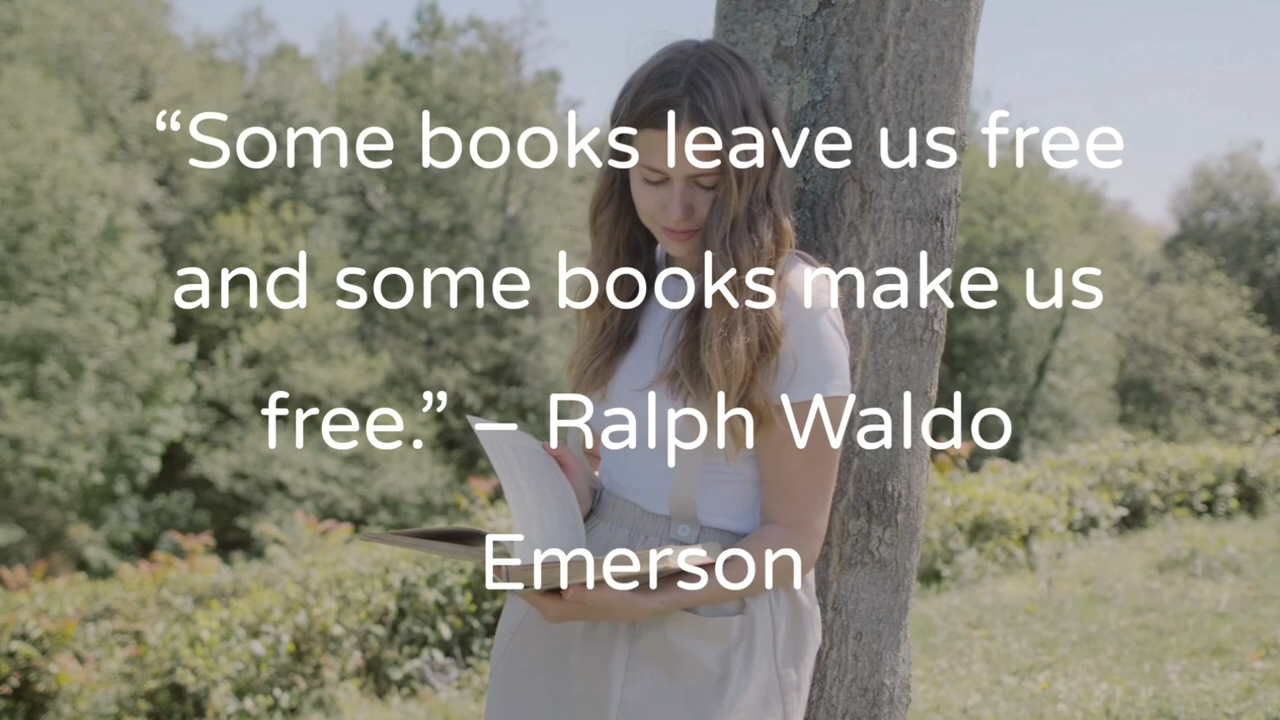 “Some books leave us free
and some books make us
free.” – Ralph Waldo
Emerson